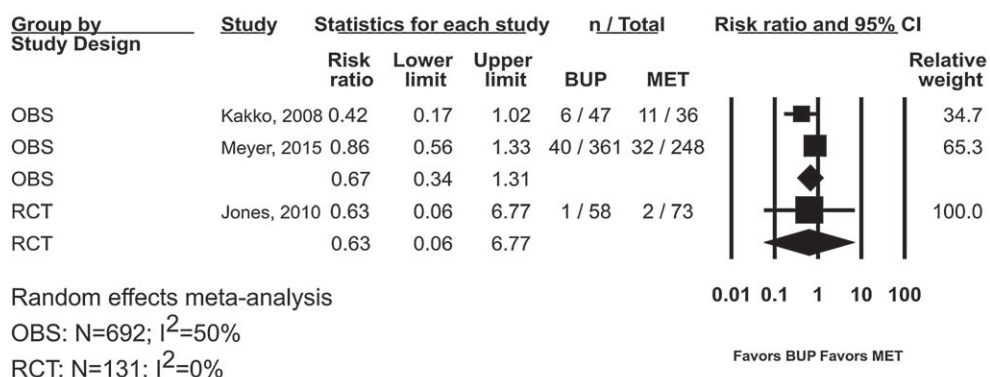 Group by Study Statistics for each study n / Total Risk ratio and 95% CI
Study Design
Risk Lower Upper Relative
ratio limit limit BUP MET weight
OBS Kakko, 2008 0.42 0.17 1.02 6 / 47 11 / 36 34.7
OBS Meyer, 2015 0.86 0.56 1.33 40 / 361 32 / 248 65.3
OBS 0.67 0.34 1.31
RCT Jones, 2010 0.63 0.06 6.77 1 / 58 2 / 73 100.0
RCT 0.63 0.06 6.77
Random effects meta-analysis 0.01 0.1 1 10 100
OBS: N=692; I²=50%
RCT: N=131; I²=0% Favors BUP Favors MET